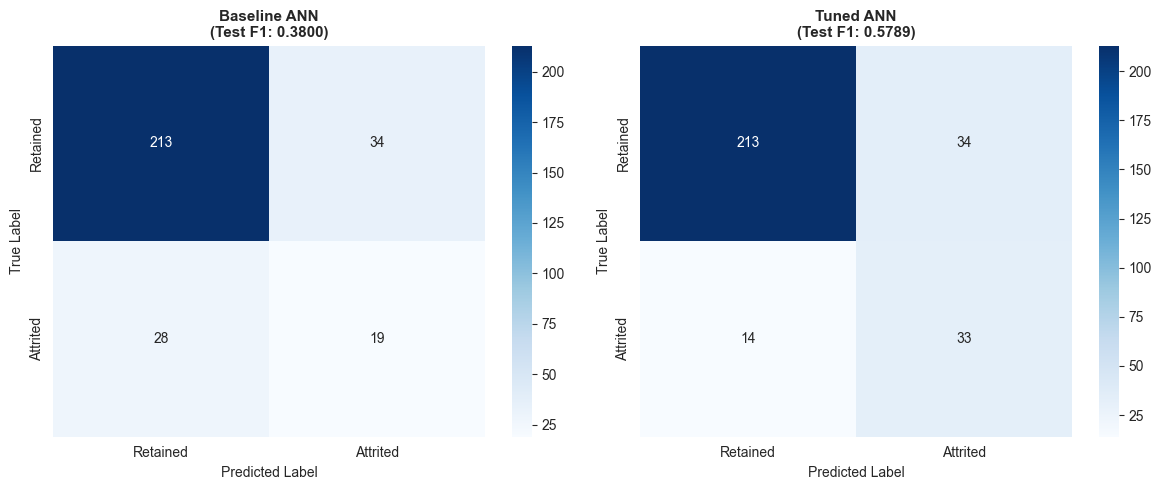 Baseline ANN
(Test F1: 0.3800)
Retained
Attrited
True Label
213
34
28
19
Retained
Attrited
Predicted Label
200
175
150
125
100
75
50
25
Tuned ANN
(Test F1: 0.5789)
Retained
Attrited
True Label
213
34
14
33
Retained
Attrited
Predicted Label
200
175
150
125
100
75
50
25